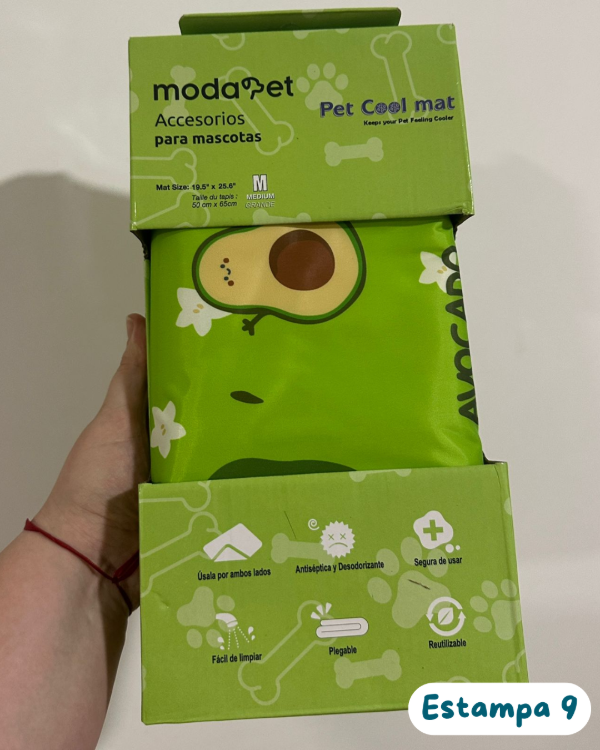 modapet
Accesorios
para mascotas
Pet Cool mat
Keeps your Pet Feeling Cooler
Mat Size: 19.5" x 25.6"
Taille du tapis :
50 cm x 65cm
M
MEDIUM
GRANDE
AVOCADO
Úsala por ambos lados
Antiséptica y Desodorizante
Segura de usar
Fácil de limpiar
Plegable
Reutilizable
Estampa 9